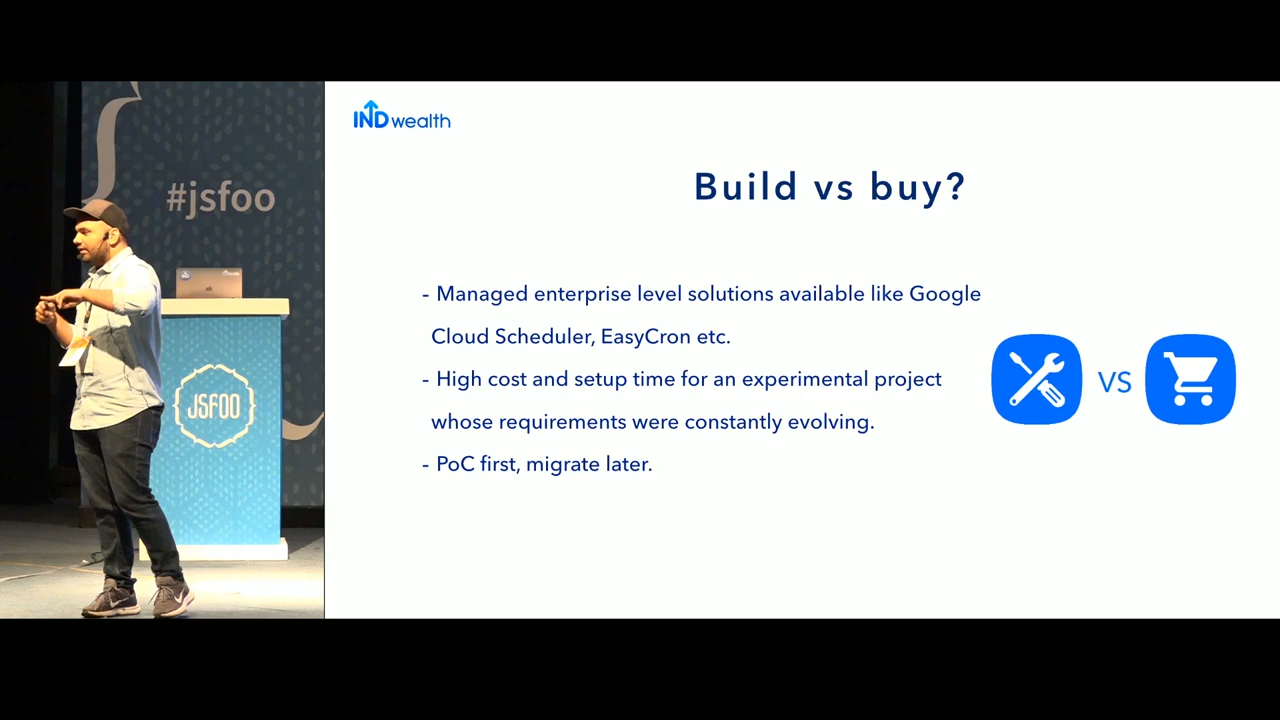 #jsfoo
JSFOO
INDwealth
Build vs buy?
- Managed enterprise level solutions available like Google
Cloud Scheduler, EasyCron etc.
- High cost and setup time for an experimental project
whose requirements were constantly evolving.
- PoC first, migrate later.
VS